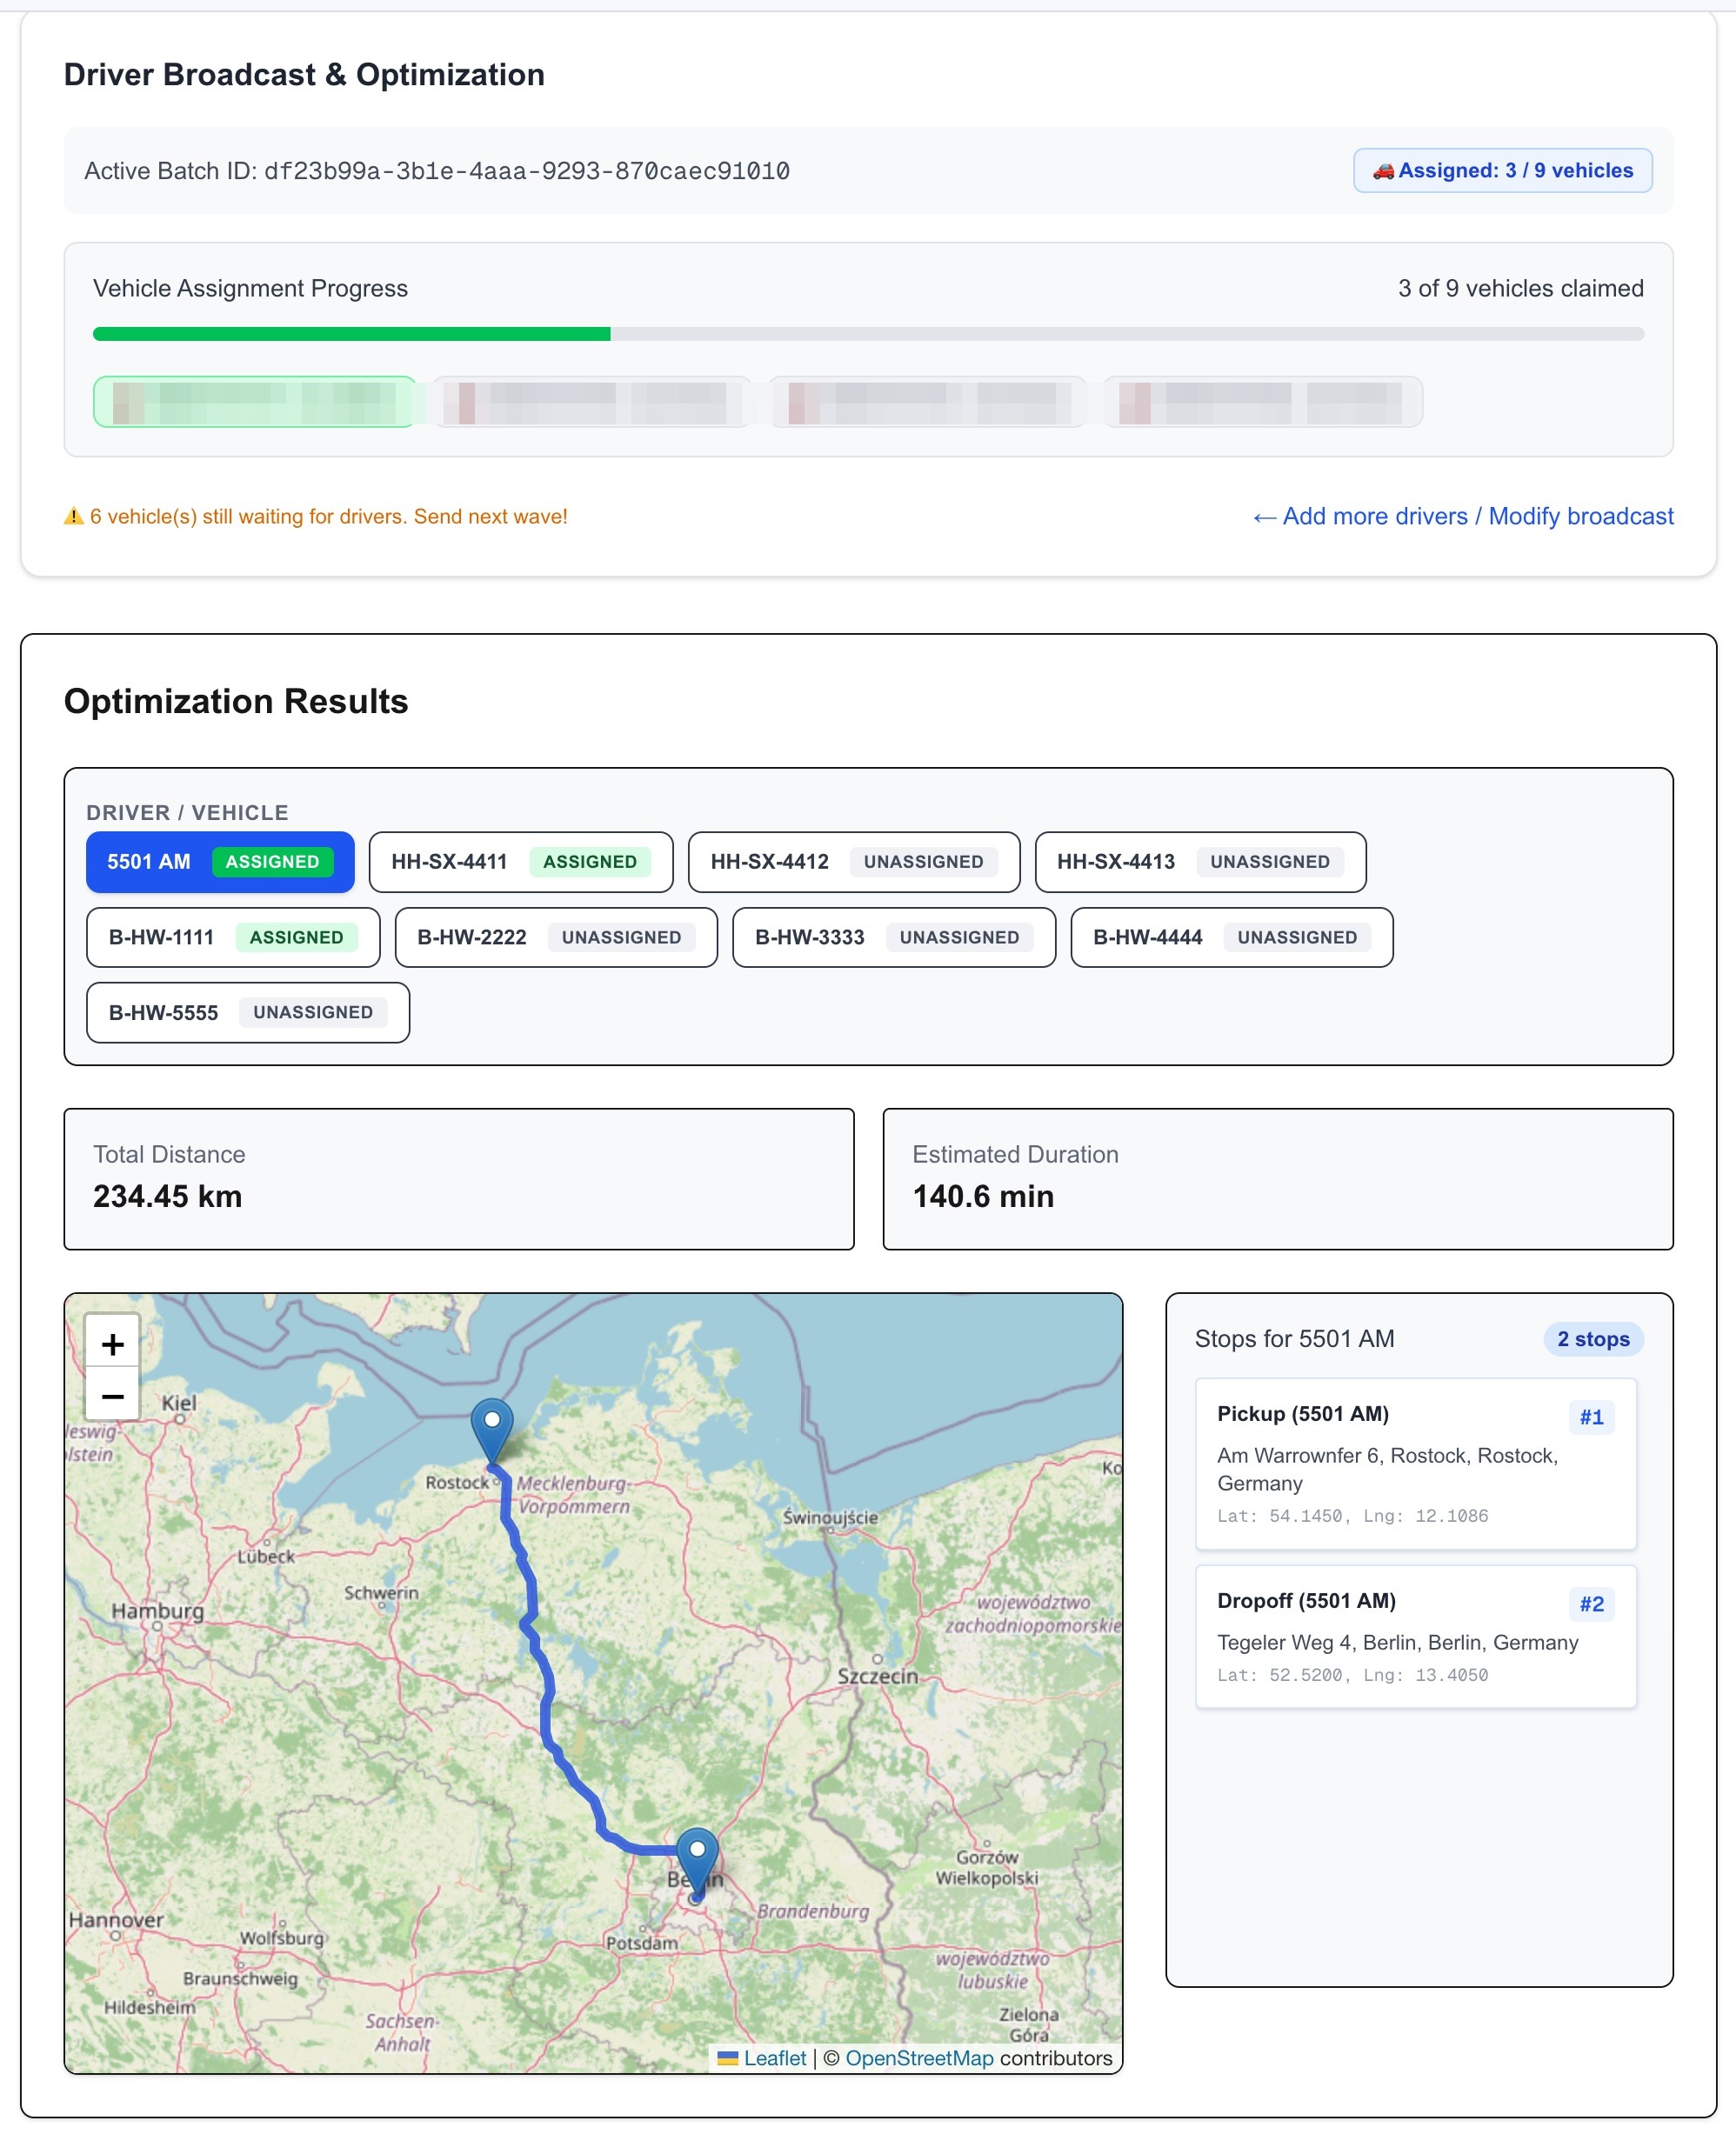 Driver Broadcast & Optimization
Active Batch ID: df23b99a-3b1e-4aaa-9293-870caec91010
🚗 Assigned: 3 / 9 vehicles
Vehicle Assignment Progress
3 of 9 vehicles claimed
⚠️ 6 vehicle(s) still waiting for drivers. Send next wave!
← Add more drivers / Modify broadcast
Optimization Results
DRIVER / VEHICLE
5501 AM ASSIGNED
HH-SX-4411 ASSIGNED
HH-SX-4412 UNASSIGNED
HH-SX-4413 UNASSIGNED
B-HW-1111 ASSIGNED
B-HW-2222 UNASSIGNED
B-HW-3333 UNASSIGNED
B-HW-4444 UNASSIGNED
B-HW-5555 UNASSIGNED
Total Distance
234.45 km
Estimated Duration
140.6 min
+
−
Kiel
leswig-
lstein
Rostock
Mecklenburg-
Vorpommern
Ko
Świnoujście
Lübeck
Schwerin
Hamburg
województwo
zachodniopomorskie
Szczecin
Gorzów
Wielkopolski
Berlin
Brandenburg
Hannover
Wolfsburg
Potsdam
województwo
lubuskie
Braunschweig
Hildesheim
Sachsen-
Anhalt
Zielona
Góra
Leaflet | © OpenStreetMap contributors
Stops for 5501 AM
2 stops
Pickup (5501 AM)
#1
Am Warrownfer 6, Rostock, Rostock,
Germany
Lat: 54.1450, Lng: 12.1086
Dropoff (5501 AM)
#2
Tegeler Weg 4, Berlin, Berlin, Germany
Lat: 52.5200, Lng: 13.4050